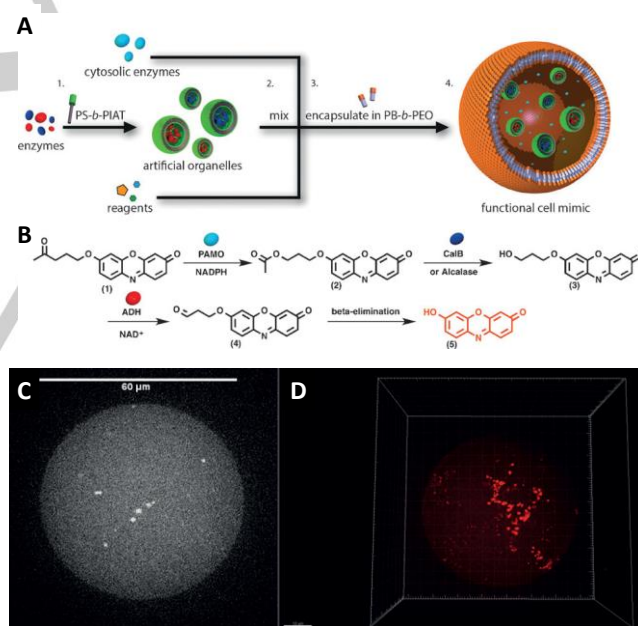 A
cytosolic enzymes
1.
2.
3.
4.
PS-b-PIAT
mix
encapsulate in PB-b-PEO
enzymes
artificial organelles
reagents
functional cell mimic
B
O
O
O
O
PAMO
NADPH
N
(1)
O
O
O
O
O
N
(2)
CalB
or Alcalase
HO
O
O
O
N
(3)
ADH
NAD+
O
O
O
O
N
(4)
beta-elimination
HO
O
O
N
(5)
C
60 µm
D